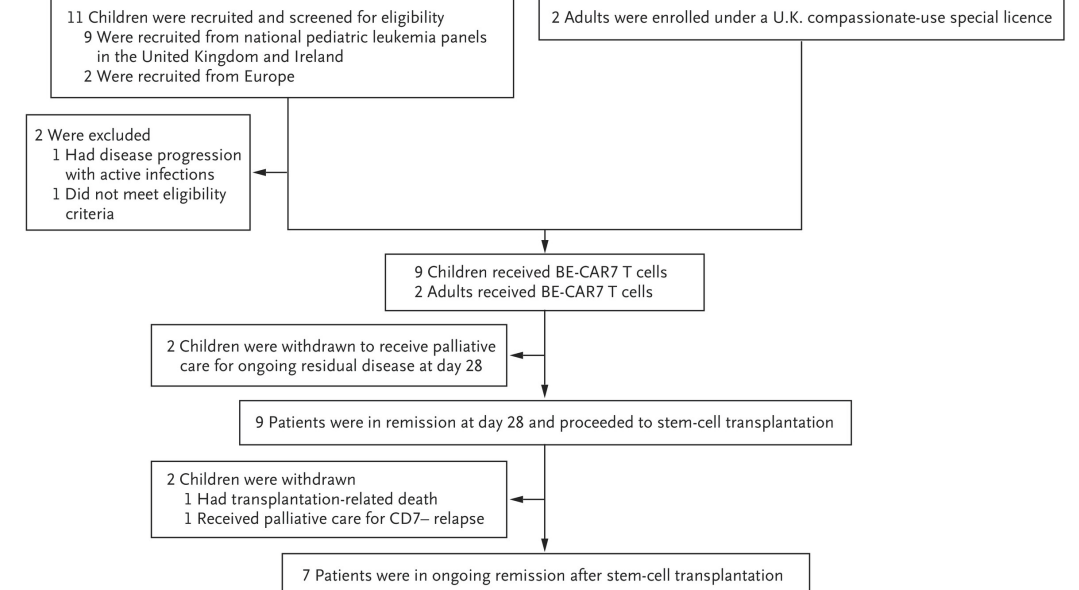 11 Children were recruited and screened for eligibility
9 Were recruited from national pediatric leukemia panels
in the United Kingdom and Ireland
2 Were recruited from Europe
2 Adults were enrolled under a U.K. compassionate-use special licence
2 Were excluded
1 Had disease progression
with active infections
1 Did not meet eligibility
criteria
9 Children received BE-CAR7 T cells
2 Adults received BE-CAR7 T cells
2 Children were withdrawn to receive palliative
care for ongoing residual disease at day 28
9 Patients were in remission at day 28 and proceeded to stem-cell transplantation
2 Children were withdrawn
1 Had transplantation-related death
1 Received palliative care for CD7– relapse
7 Patients were in ongoing remission after stem-cell transplantation